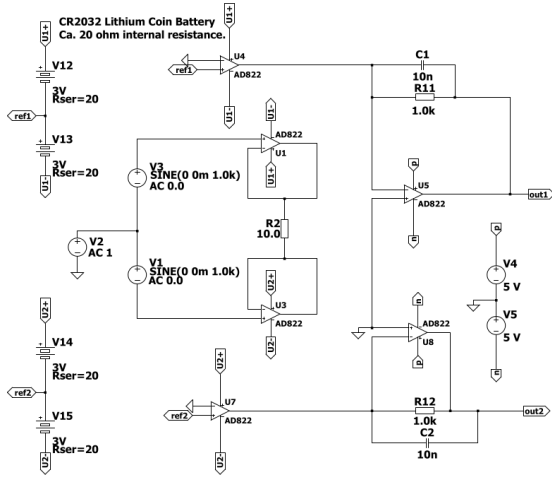 CR2032 Lithium Coin Battery
Ca. 20 ohm internal resistance.
U1+
V12
3V
Rser=20
ref1
V13
3V
Rser=20
U1-
U1+
U4
ref1
AD822
U1-
C1
10n
R11
1.0k
V3
SINE(0 0m 1.0k)
AC 0.0
U1-
AD822
U1
U1+
p
U5
AD822
n
out1
R2
10.0
V2
AC 1
V1
SINE(0 0m 1.0k)
AC 0.0
U2+
U3
AD822
U2-
p
V4
5 V
V5
5 V
n
n
AD822
U8
p
U2+
V14
3V
Rser=20
ref2
V15
3V
Rser=20
U2-
U2+
U7
ref2
AD822
U2-
R12
1.0k
C2
10n
out2